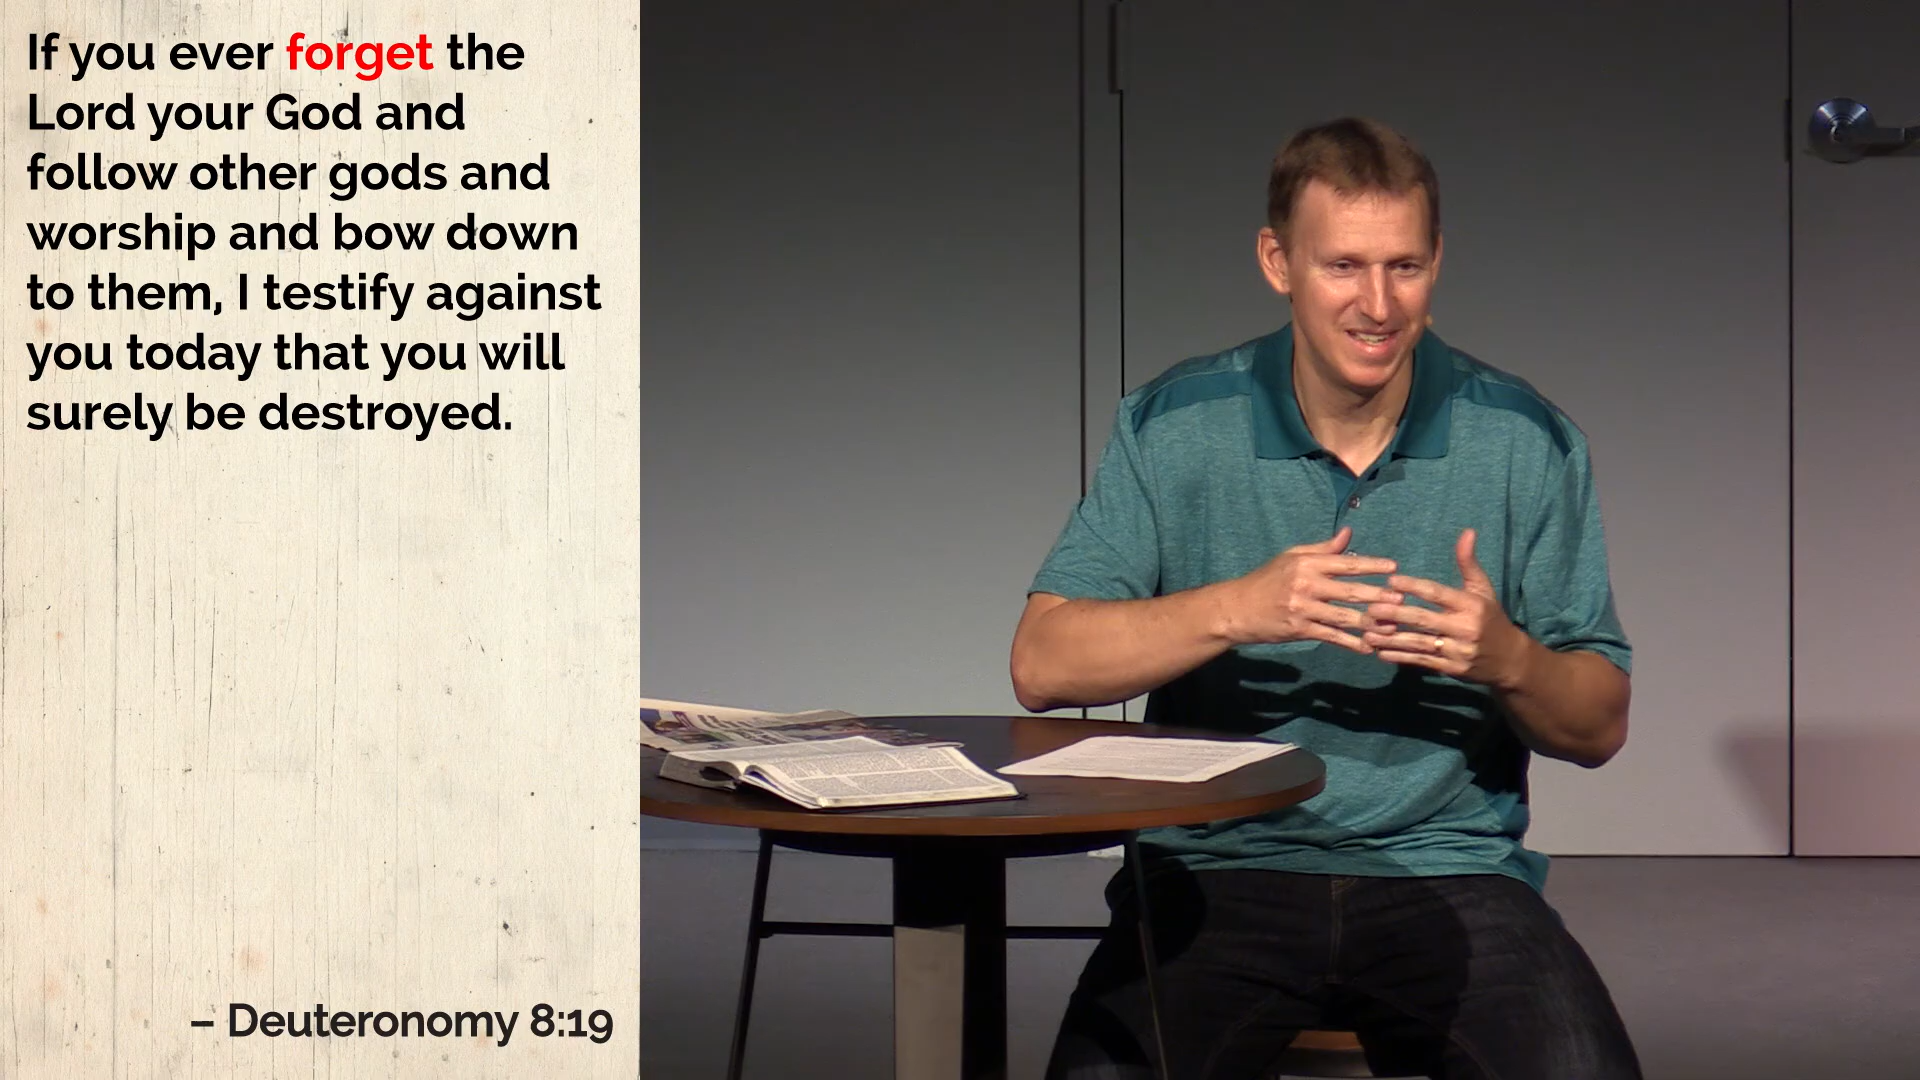 If you ever forget the
Lord your God and
follow other gods and
worship and bow down
to them, I testify against
you today that you will
surely be destroyed.
– Deuteronomy 8:19